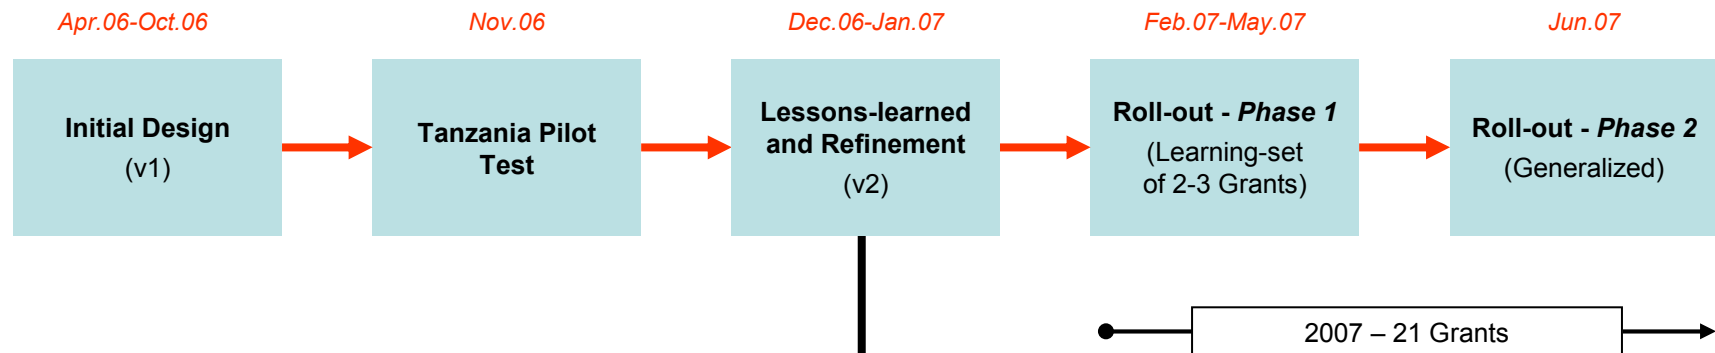 Apr.06-Oct.06
Nov.06
Dec.06-Jan.07
Feb.07-May.07
Jun.07
Initial Design
(v1)
Tanzania Pilot
Test
Lessons-learned
and Refinement
(v2)
Roll-out - Phase 1
(Learning-set
of 2-3 Grants)
Roll-out - Phase 2
(Generalized)
2007 – 21 Grants